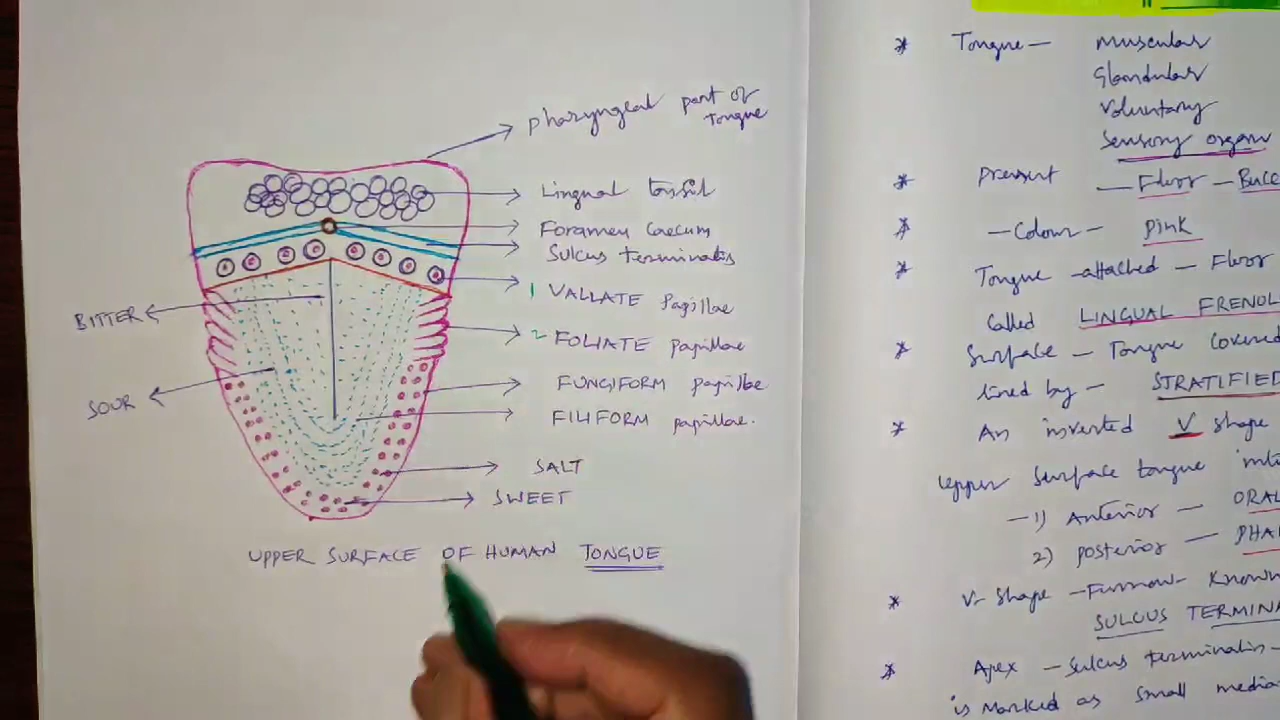 pharyngeal part of
tongue
Lingual tonsil
Foramen Caecum
Sulcus terminalis
1 VALLATE Papillae
2 FOLIATE papillae
FUNGIFORM papillae
FILIFORM papillae.
SALT
SWEET
BITTER
SOUR
UPPER SURFACE OF HUMAN TONGUE
* Tongue — muscular
Glandular
Voluntary
Sensory organ
* Present — Floor — Bucc
* — Colour — Pink
* Tongue - attached — Floor
Called LINGUAL FRENUL
* Surface — Tongue covered
lined by — STRATIFIED
* An inverted V shape
upper surface tongue into
— 1) Anterior — ORAL
2) posterior — PHA
* V- Shape — Furrow - Known
SULCUS TERMINA
* Apex — Sulcus terminalis —
is marked as small media